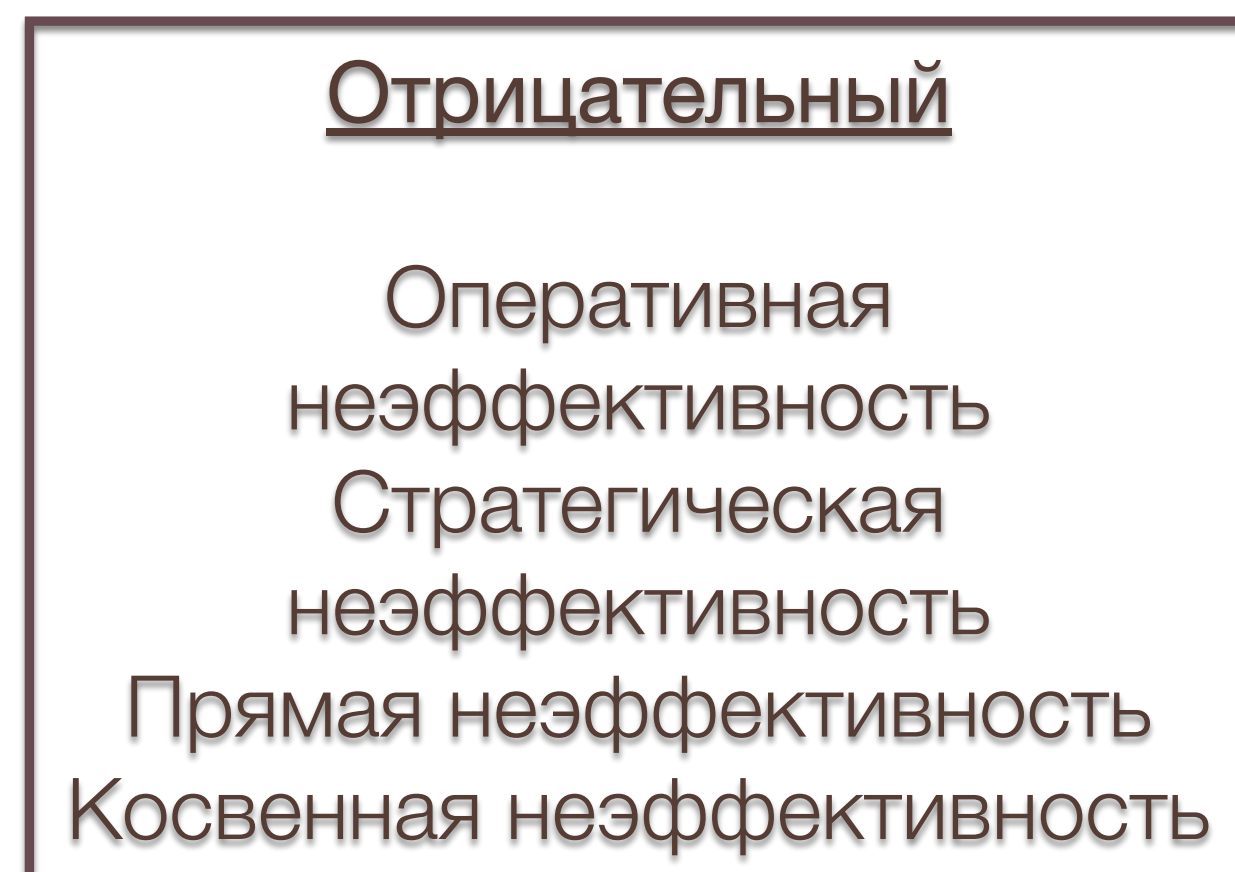 Отрицательный
Оперативная
неэффективность
Стратегическая
неэффективность
Прямая неэффективность
Косвенная неэффективность